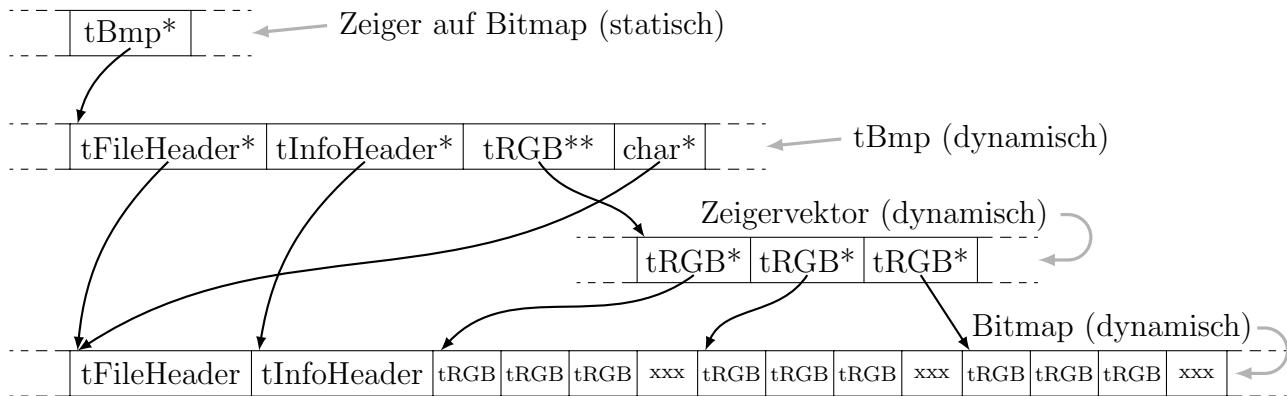 tBmp* Zeiger auf Bitmap (statisch)
tFileHeader* tInfoHeader* tRGB** char* tBmp (dynamisch)
Zeigervektor (dynamisch)
tRGB* tRGB* tRGB*
Bitmap (dynamisch)
tFileHeader tInfoHeader tRGB tRGB tRGB xxx tRGB tRGB tRGB xxx tRGB tRGB tRGB xxx